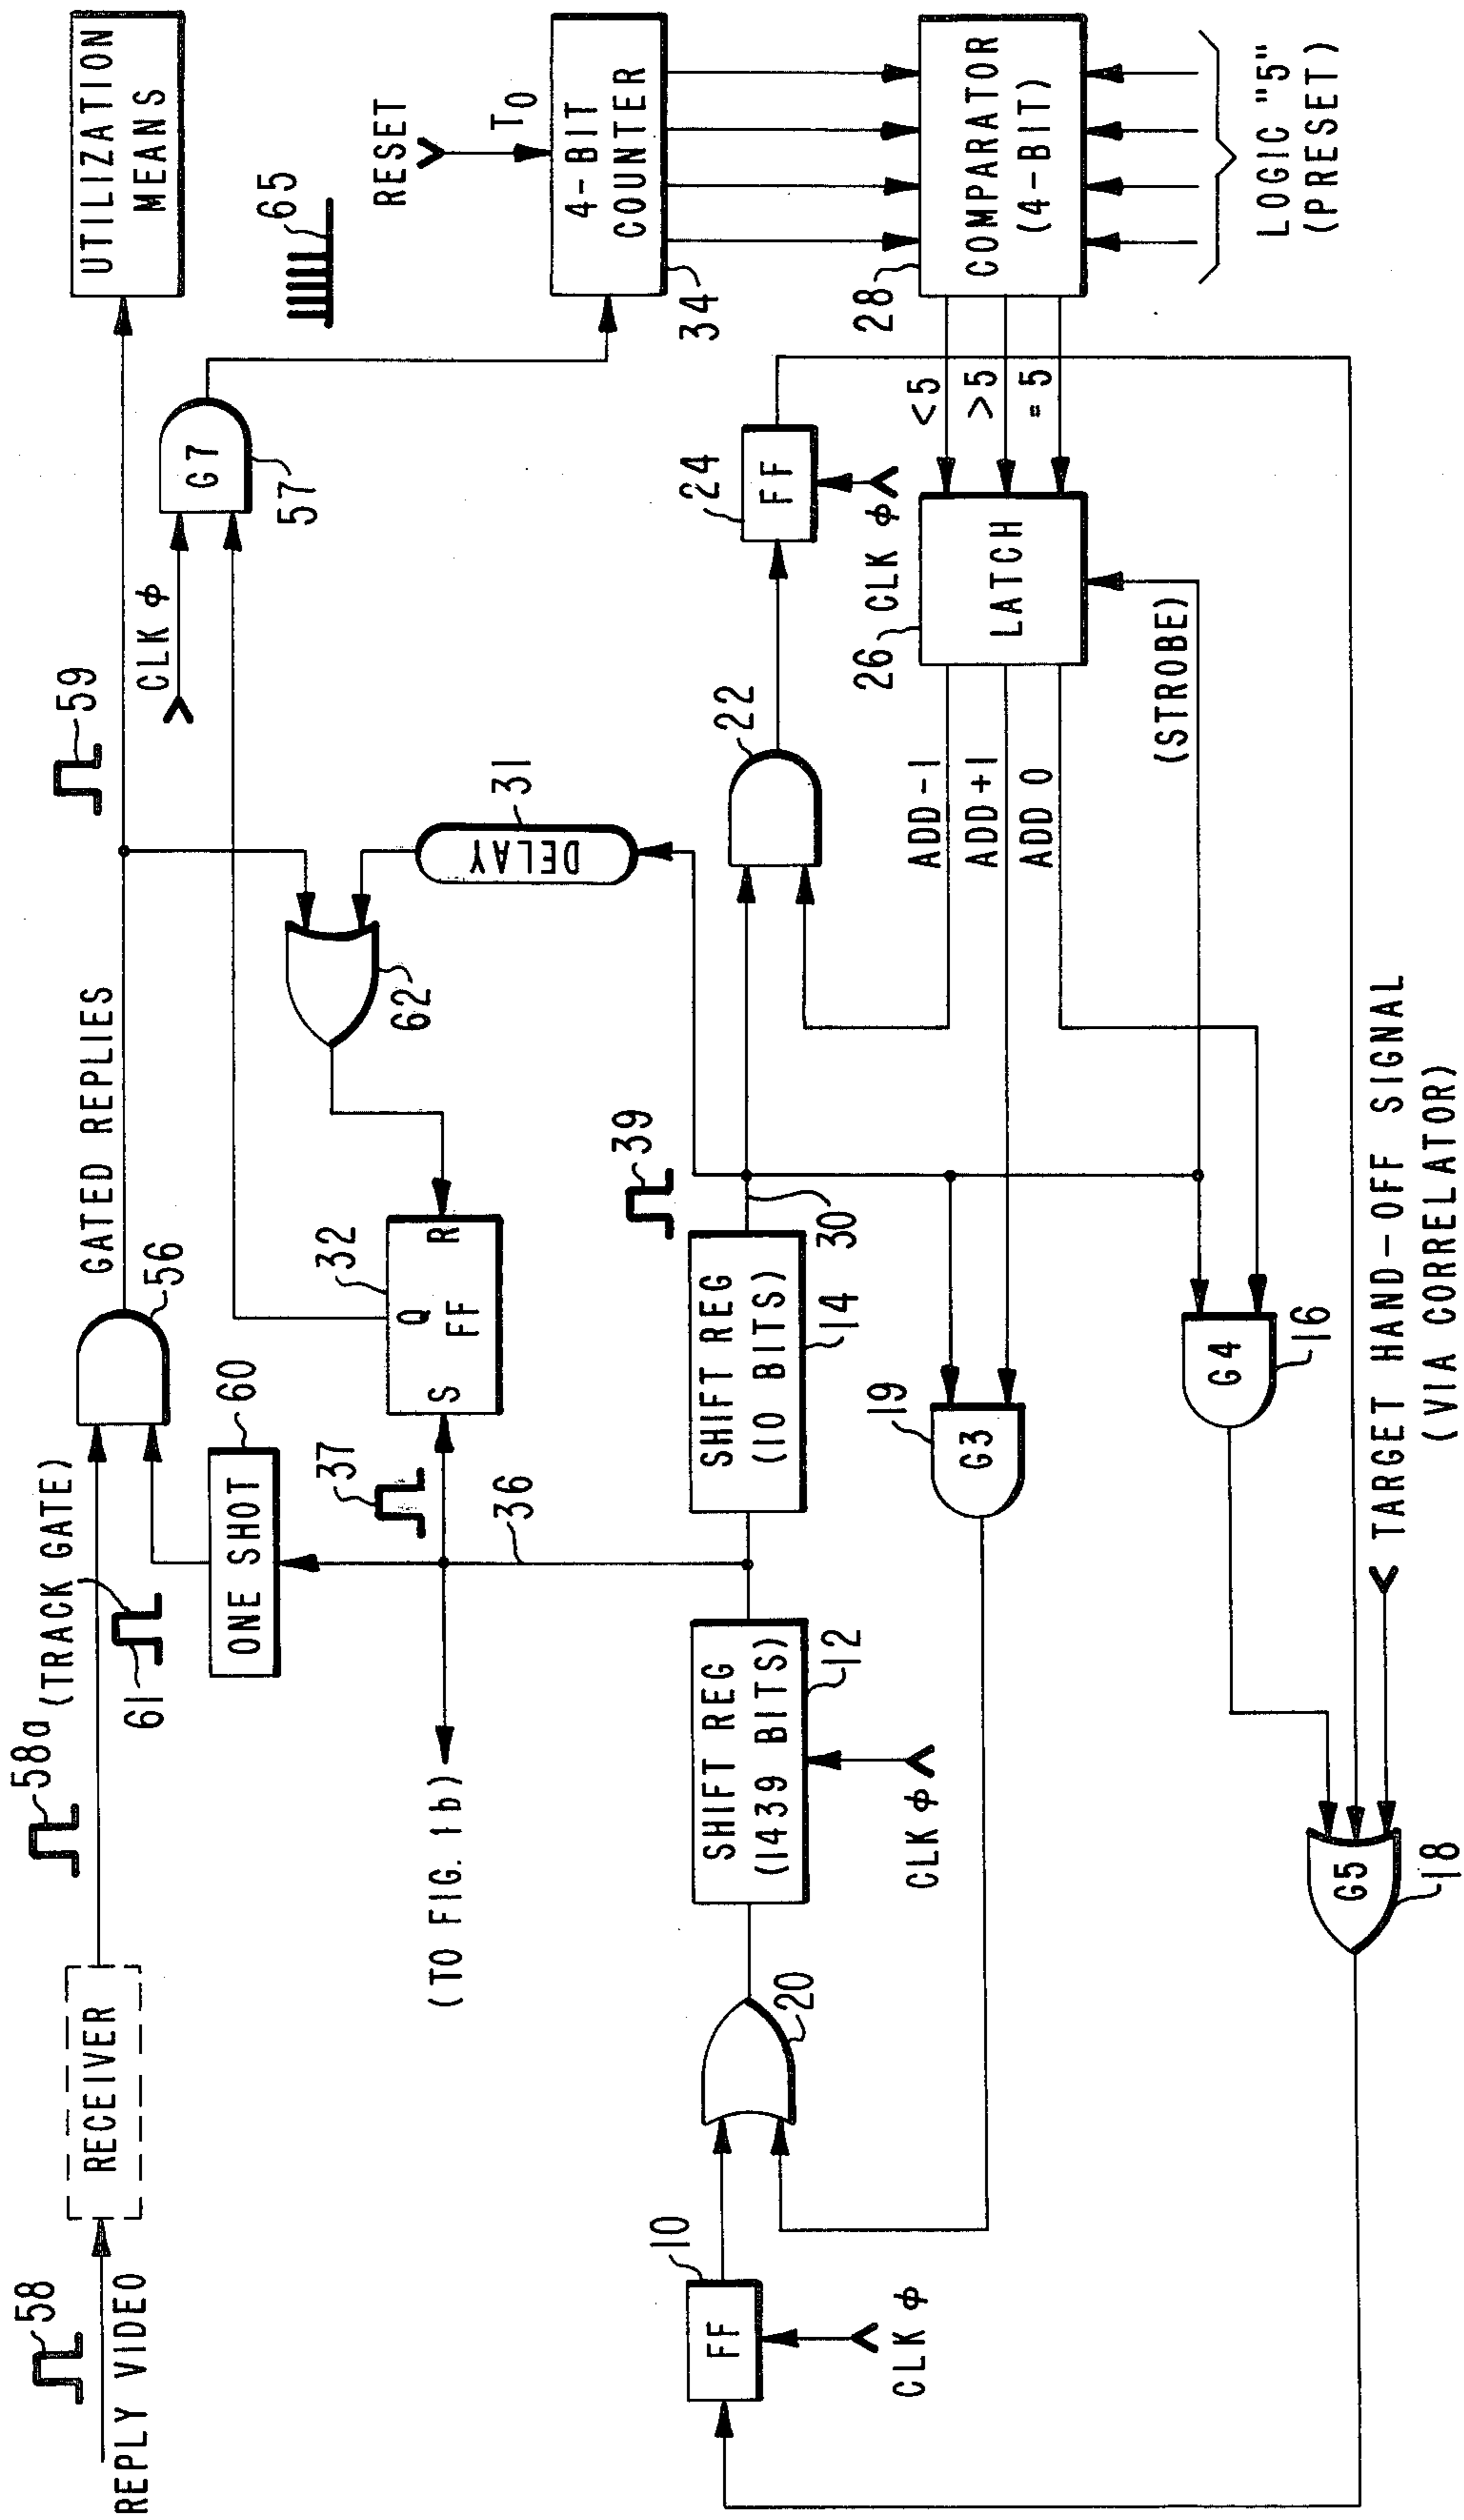 58
REPLY VIDEO
RECEIVER
58a
(TRACK GATE)
61
ONE SHOT
60
56
GATED REPLIES
59
UTILIZATION
MEANS
CLK ϕ
G7
57
65
RESET
T0
4-BIT
COUNTER
34
(TO FIG. 1b)
37
36
S
Q
FF
R
32
62
DELAY
31
10
FF
CLK ϕ
20
SHIFT REG
(1439 BITS)
12
CLK ϕ
SHIFT REG
(10 BITS)
14
39
30
22
24
FF
CLK ϕ
26
LATCH
(STROBE)
ADD-1
ADD+1
ADD 0
<5
>5
=5
28
COMPARATOR
(4-BIT)
LOGIC "5"
(PRESET)
19
G3
G4
16
G5
18
TARGET HAND-OFF SIGNAL
(VIA CORRELATOR)